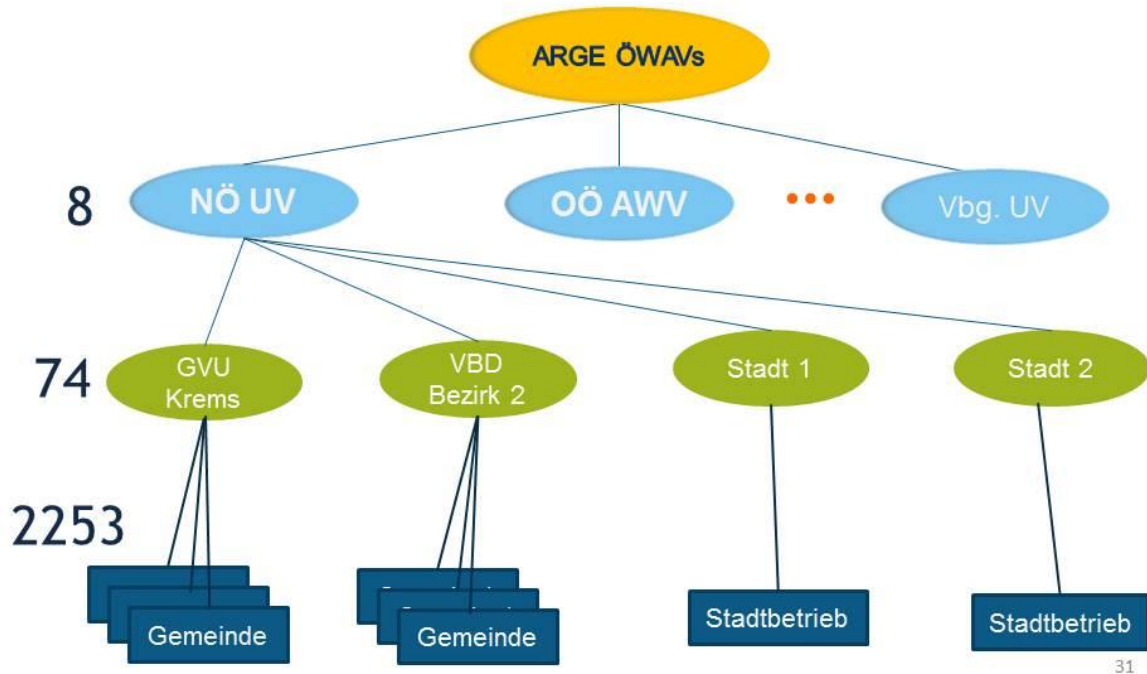 ARGE ÖWAVs
8
NÖ UV
OÖ AWV
...
Vbg. UV
74
GVU
Krems
VBD
Bezirk 2
Stadt 1
Stadt 2
2253
Gemeinde
Gemeinde
Stadtbetrieb
Stadtbetrieb
31